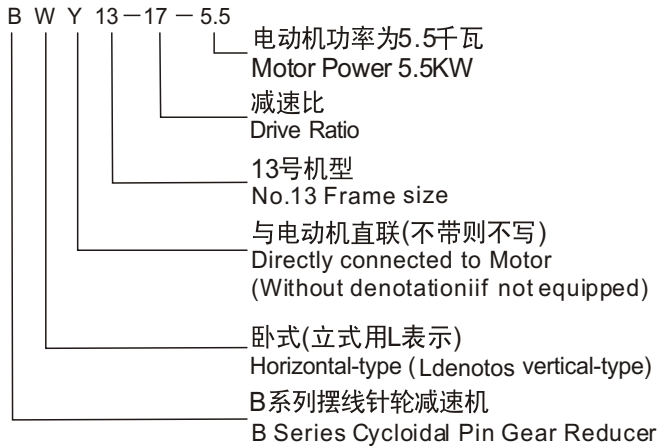 B W Y 13－17－5.5
电动机功率为5.5千瓦
Motor Power 5.5KW
减速比
Drive Ratio
13号机型
No.13 Frame size
与电动机直联(不带则不写)
Directly connected to Motor
(Without denotationiif not equipped)
卧式(立式用L表示)
Horizontal-type (Ldenotos vertical-type)
B系列摆线针轮减速机
B Series Cycloidal Pin Gear Reducer